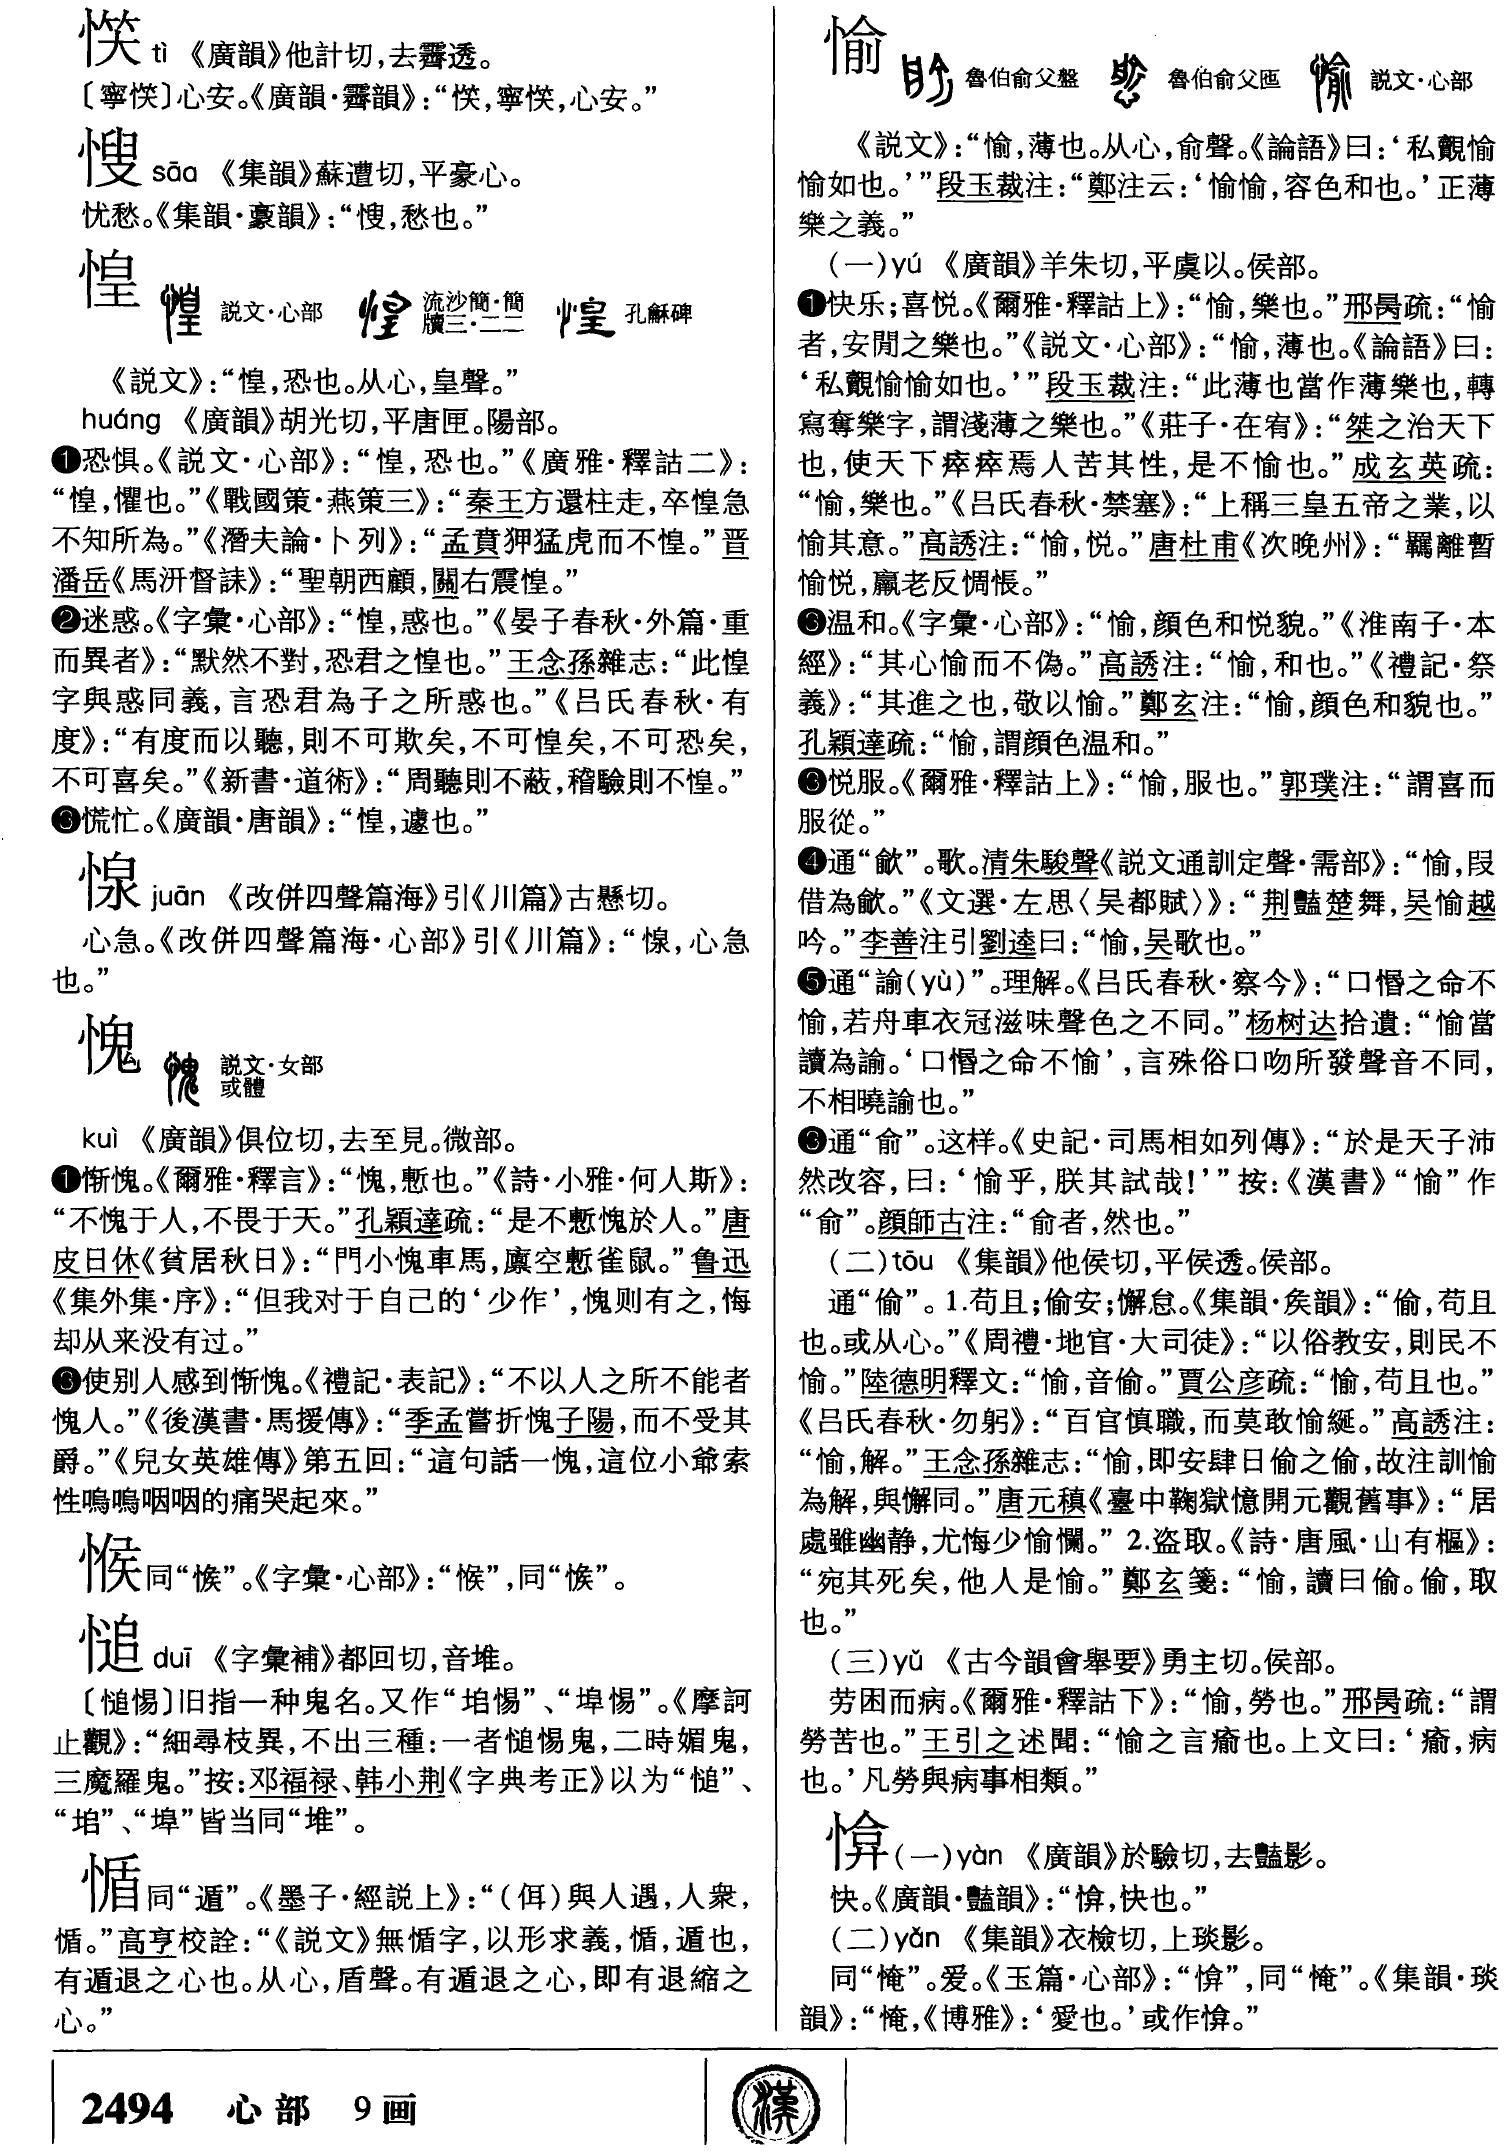 㥴 tì 《廣韻》他計切，去霽透。
〔寧㥴〕心安。《廣韻·霽韻》：“㥴，寧㥴，心安。”
㛮 sāo 《集韻》蘇遭切，平豪心。
忧愁。《集韻·豪韻》：“㥰，愁也。”
惶 説文·心部 流沙簡·簡牘三·二二 孔龢碑
《説文》：“惶，恐也。从心，皇聲。”
huáng 《廣韻》胡光切，平唐匣。陽部。
❶恐惧。《説文·心部》：“惶，恐也。”《廣雅·釋詁二》：
“惶，懼也。”《戰國策·燕策三》：“秦王方還柱走，卒惶急
不知所為。”《潛夫論·卜列》：“孟賁狎猛虎而不惶。”晋
潘岳《馬汧督誄》：“聖朝西顧，關右震惶。”
❷迷惑。《字彙·心部》：“惶，惑也。”《晏子春秋·外篇·重
而異者》：“默然不對，恐君之惶也。”王念孫雜志：“此惶
字與惑同義，言恐君為子之所惑也。”《吕氏春秋·有
度》：“有度而以聽，則不可欺矣，不可惶矣，不可恐矣，
不可喜矣。”《新書·道術》：“周聽則不蔽，稽驗則不惶。”
❸慌忙。《廣韻·唐韻》：“惶，遽也。”
juān 《改併四聲篇海》引《川篇》古懸切。
心急。《改併四聲篇海·心部》引《川篇》：“，心急
也。”
愧 説文·女部或體
kuì 《廣韻》俱位切，去至見。微部。
❶惭愧。《爾雅·釋言》：“愧，慙也。”《詩·小雅·何人斯》：
“不愧于人，不畏于天。”孔穎達疏：“是不慙愧於人。”唐
皮日休《貧居秋日》：“門小愧車馬，廩空慙雀鼠。”鲁迅
《集外集·序》：“但我对于自己的‘少作’，愧则有之，悔
却从来没有过。”
❷使别人感到惭愧。《禮記·表記》：“不以人之所不能者
愧人。”《後漢書·馬援傳》：“季孟嘗折愧子陽，而不受其
爵。”《兒女英雄傳》第五回：“這句話一愧，這位小爺索
性嗚嗚咽咽的痛哭起來。”
同“㤧”。《字彙·心部》：“㥋”，同“”。
㥨 duī 《字彙補》都回切，音堆。
〔㥨惕〕旧指一种鬼名。又作“㙂惕”、“埠惕”。《摩訶
止觀》：“細尋枝異，不出三種：一者㥨惕鬼，二時媚鬼，
三魔羅鬼。”按：邓福禄、韩小荆《字典考正》以为“㥨”、
“㙂”、“埠”皆当同“堆”。
㥚 同“遁”。《墨子·經説上》：“（佴）與人遇，人衆，
㥚。”高亨校詮：“《説文》無㥚字，以形求義，㥚，遁也，
有遁退之心也。从心，盾聲。有遁退之心，即有退縮之
心。”
愉 魯伯俞父盤 魯伯俞父匜 説文·心部
《説文》：“愉，薄也。从心，俞聲。《論語》曰：‘私覿愉
愉如也。’”段玉裁注：“鄭注云：‘愉愉，容色和也。’正薄
樂之義。”
（一）yú 《廣韻》羊朱切，平虞以。侯部。
❶快乐；喜悦。《爾雅·釋詁上》：“愉，樂也。”邢昺疏：“愉
者，安閒之樂也。”《説文·心部》：“愉，薄也。《論語》曰：
‘私覿愉愉如也。’”段玉裁注：“此薄也當作薄樂也，轉
寫奪樂字，謂淺薄之樂也。”《莊子·在宥》：“桀之治天下
也，使天下瘁瘁焉人苦其性，是不愉也。”成玄英疏：
“愉，樂也。”《吕氏春秋·禁塞》：“上稱三皇五帝之業，以
愉其意。”高誘注：“愉，悦。”唐杜甫《次晚州》：“羈離暫
愉悦，羸老反惆悵。”
❷温和。《字彙·心部》：“愉，顔色和悦貌。”《淮南子·本
經》：“其心愉而不偽。”高誘注：“愉，和也。”《禮記·祭
義》：“其進之也，敬以愉。”鄭玄注：“愉，顔色和貌也。”
孔穎達疏：“愉，謂顔色温和。”
❸悦服。《爾雅·釋詁上》：“愉，服也。”郭璞注：“謂喜而
服從。”
❹通“歈”。歌。清朱駿聲《説文通訓定聲·需部》：“愉，叚
借為歈。”《文選·左思〈吴都賦〉》：“荆豔楚舞，吴愉越
吟。”李善注引劉逵曰：“愉，吴歌也。”
❺通“諭（yù）”。理解。《吕氏春秋·察今》：“口惽之命不
愉，若舟車衣冠滋味聲色之不同。”杨树达拾遺：“愉當
讀為諭。‘口惽之命不愉’，言殊俗口吻所發聲音不同，
不相曉諭也。”
❻通“俞”。这样。《史記·司馬相如列傳》：“於是天子沛
然改容，曰：‘愉乎，朕其試哉！’”按：《漢書》“愉”作
“俞”。顔師古注：“俞者，然也。”
（二）tōu 《集韻》他侯切，平侯透。侯部。
通“偷”。1.苟且；偷安；懈怠。《集韻·矦韻》：“偷，苟且
也。或从心。”《周禮·地官·大司徒》：“以俗教安，則民不
愉。”陸德明釋文：“愉，音偷。”賈公彦疏：“愉，苟且也。”
《吕氏春秋·勿躬》：“百官慎職，而莫敢愉綖。”高誘注：
“愉，解。”王念孫雜志：“愉，即安肆日偷之偷，故注訓愉
為解，與懈同。”唐元稹《臺中鞫獄憶開元觀舊事》：“居
處雖幽静，尤悔少愉懶。” 2.盗取。《詩·唐風·山有樞》：
“宛其死矣，他人是愉。”鄭玄箋：“愉，讀曰偷。偷，取
也。”
（三）yǔ 《古今韻會舉要》勇主切。侯部。
劳困而病。《爾雅·釋詁下》：“愉，勞也。”邢昺疏：“謂
勞苦也。”王引之述聞：“愉之言瘉也。上文曰：‘瘉，病
也。’凡勞與病事相類。”
㛪（一）yàn 《廣韻》於驗切，去豔影。
快。《廣韻·豔韻》：“，快也。”
（二）yǎn 《集韻》衣檢切，上琰影。
同“㤿”。爱。《玉篇·心部》：“”，同“㤿”。《集韻·琰
韻》：“㤿，《博雅》：‘愛也。’或作。”
2494 心部 9画
漢